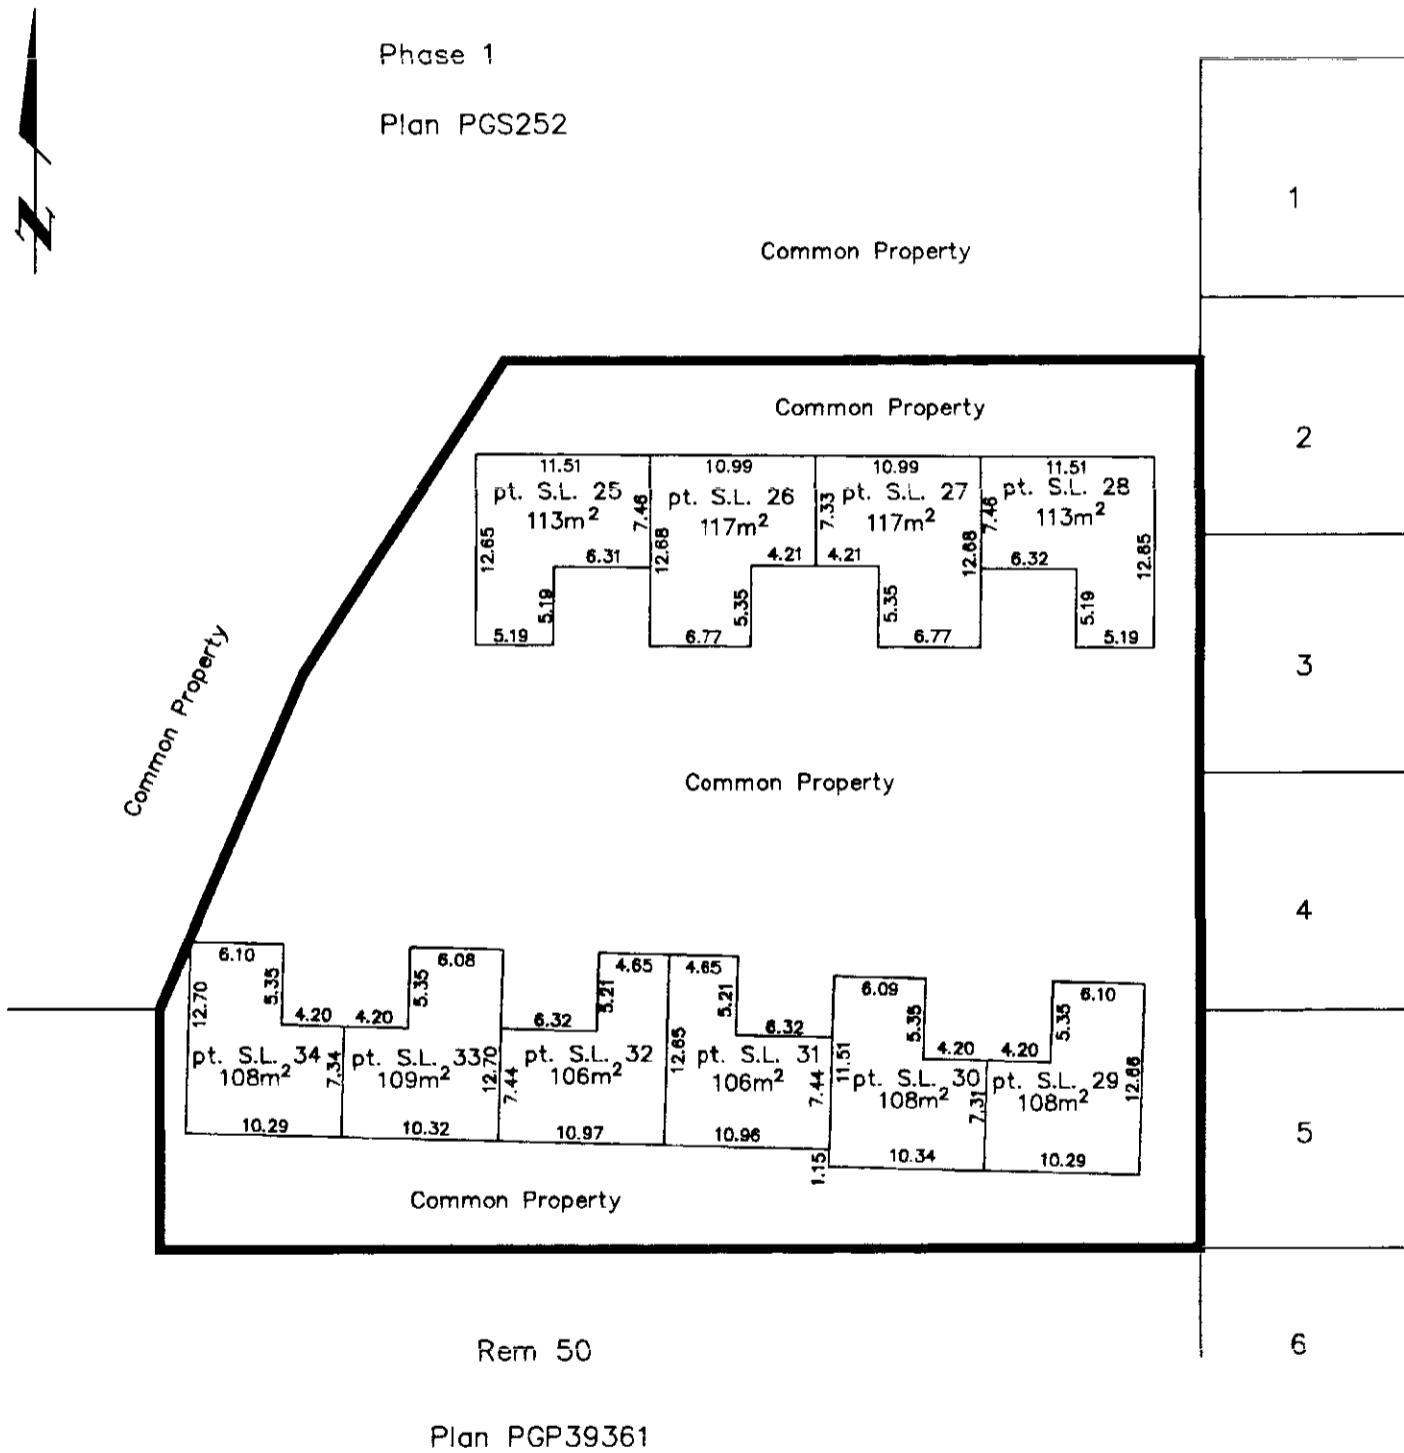 Phase 1
Plan PGS252
N
1
Common Property
Common Property
2
11.51
10.99
10.99
11.51
pt. S.L. 25
113m²
7.46
12.65
6.31
5.19
5.19
pt. S.L. 26
117m²
12.68
4.21
5.35
6.77
pt. S.L. 27
117m²
7.33
4.21
12.68
5.35
6.77
pt. S.L. 28
113m²
7.46
6.32
12.65
5.19
5.19
3
Common Property
Common Property
4
6.10
5.35
12.70
4.20
pt. S.L. 34
108m²
7.34
10.29
6.08
5.35
4.20
pt. S.L. 33
109m²
12.70
10.32
4.65
5.21
6.32
pt. S.L. 32
106m²
7.44
12.65
10.97
4.65
5.21
6.32
pt. S.L. 31
106m²
7.44
10.96
1.15
6.09
5.35
11.51
4.20
pt. S.L. 30
108m²
7.31
10.34
6.10
5.35
4.20
pt. S.L. 29
108m²
12.66
10.29
5
Common Property
Rem 50
6
Plan PGP39361